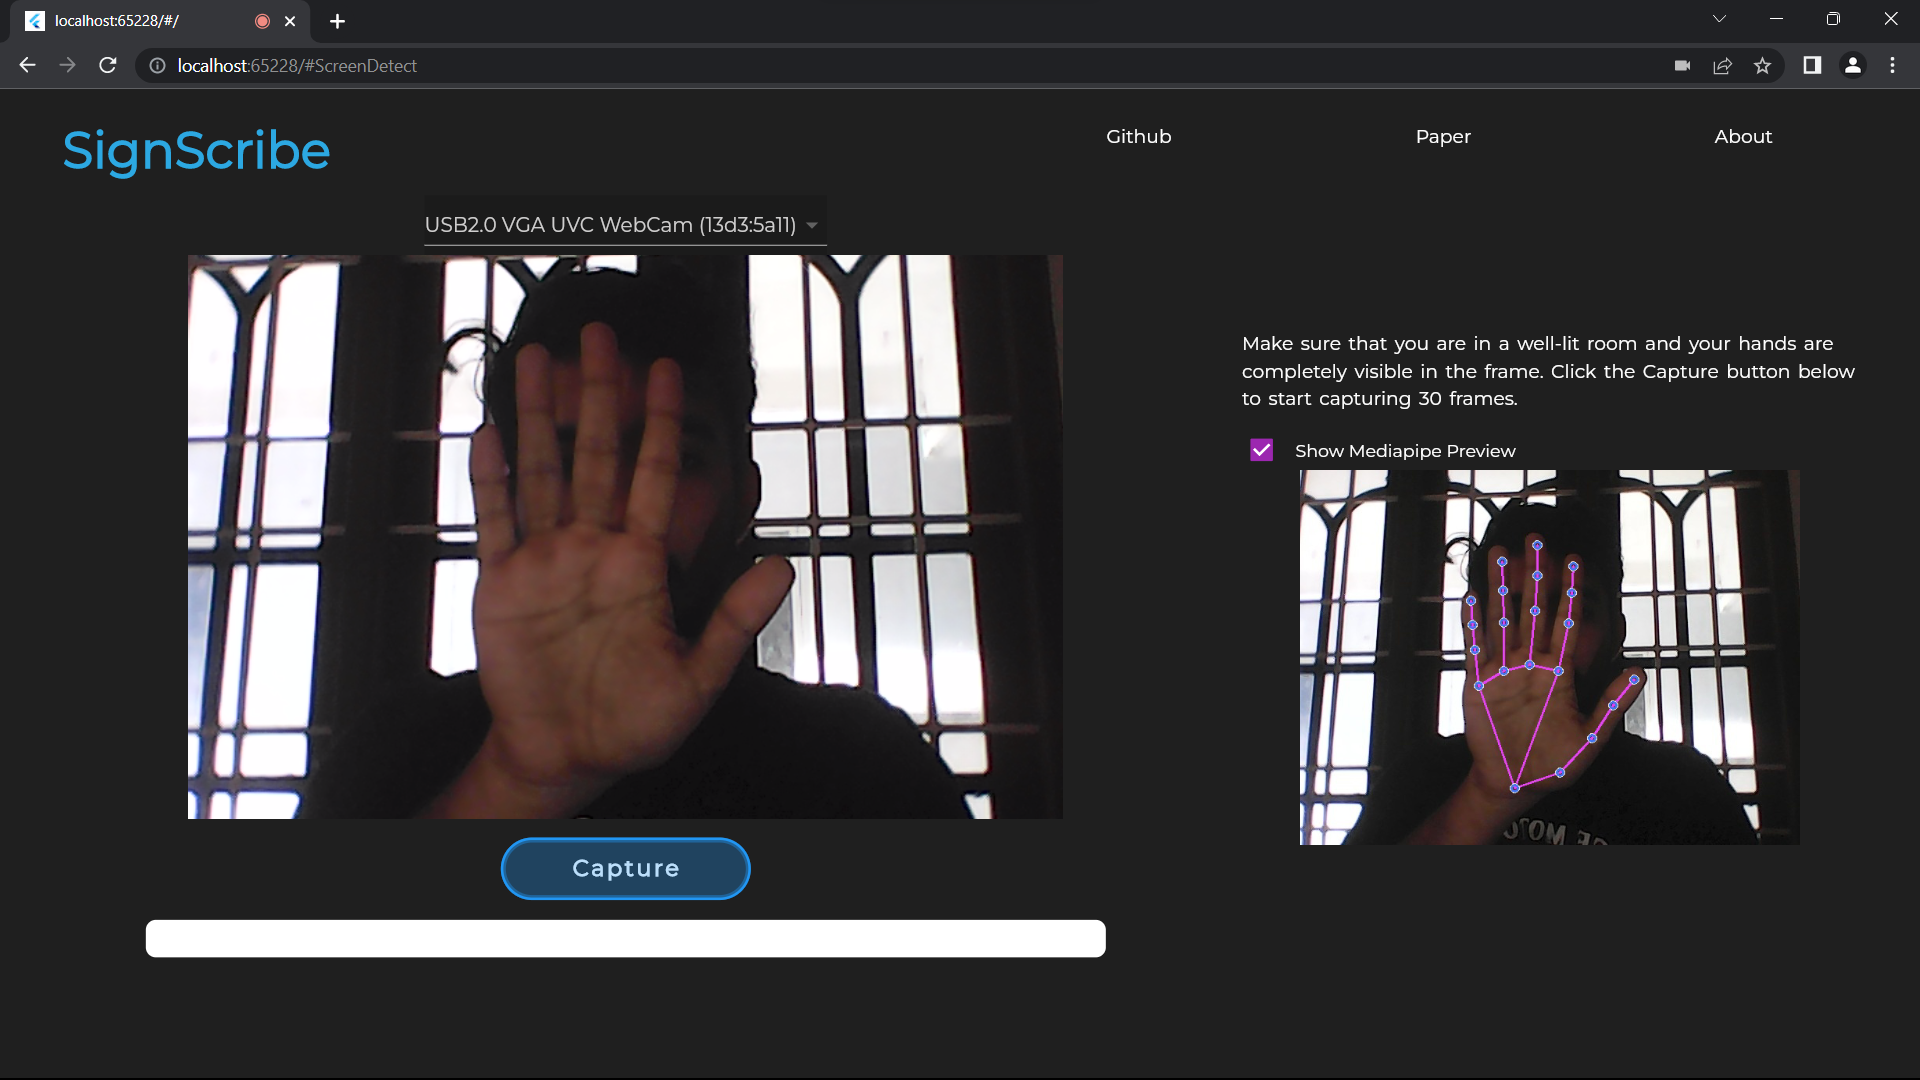 localhost:65228/#/
localhost:65228/#ScreenDetect
SignScribe
Github
Paper
About
USB2.0 VGA UVC WebCam (13d3:5a11)
Make sure that you are in a well-lit room and your hands are
completely visible in the frame. Click the Capture button below
to start capturing 30 frames.
Show Mediapipe Preview
Capture